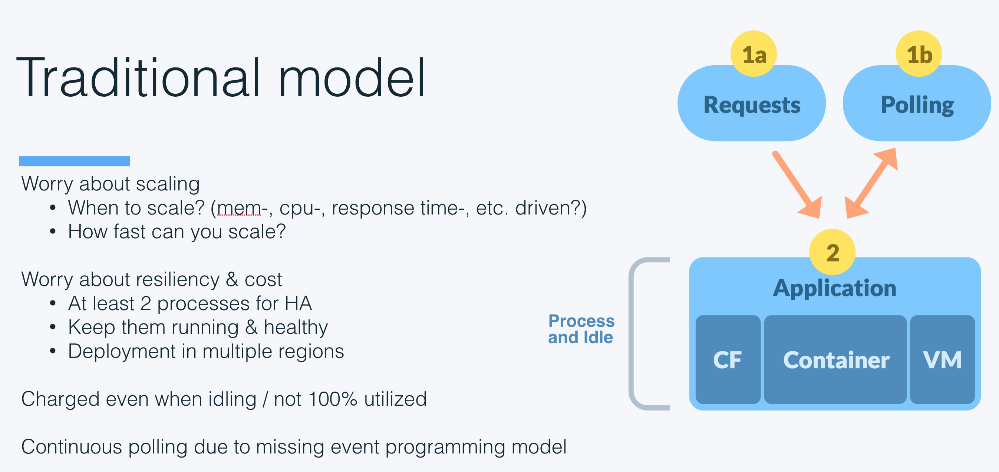 Traditional model
Worry about scaling
• When to scale? (mem-, cpu-, response time-, etc. driven?)
• How fast can you scale?
Worry about resiliency & cost
• At least 2 processes for HA
• Keep them running & healthy
• Deployment in multiple regions
Charged even when idling / not 100% utilized
Continuous polling due to missing event programming model
1a
Requests
1b
Polling
2
Application
Process
and Idle
CF
Container
VM